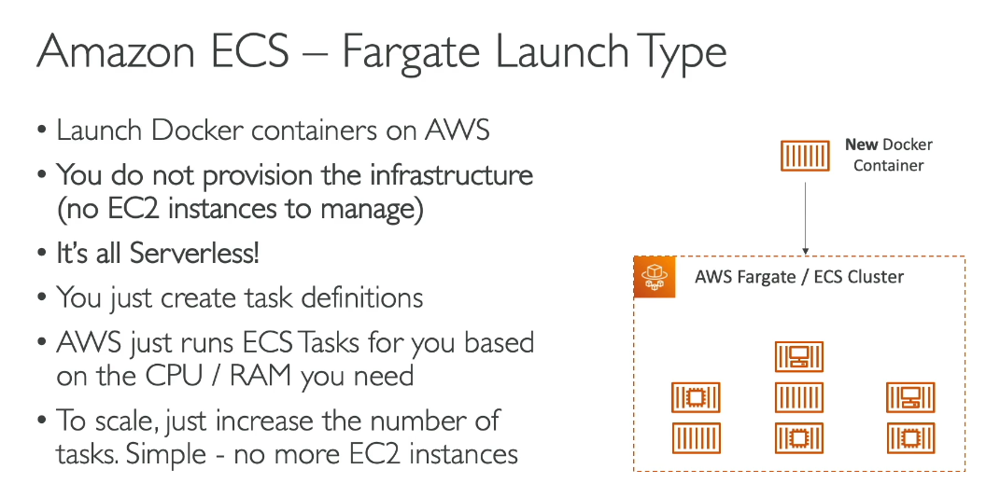 Amazon ECS – Fargate Launch Type
• Launch Docker containers on AWS
• You do not provision the infrastructure
(no EC2 instances to manage)
• It's all Serverless!
• You just create task definitions
• AWS just runs ECS Tasks for you based
on the CPU / RAM you need
• To scale, just increase the number of
tasks. Simple - no more EC2 instances
New Docker
Container
AWS Fargate / ECS Cluster